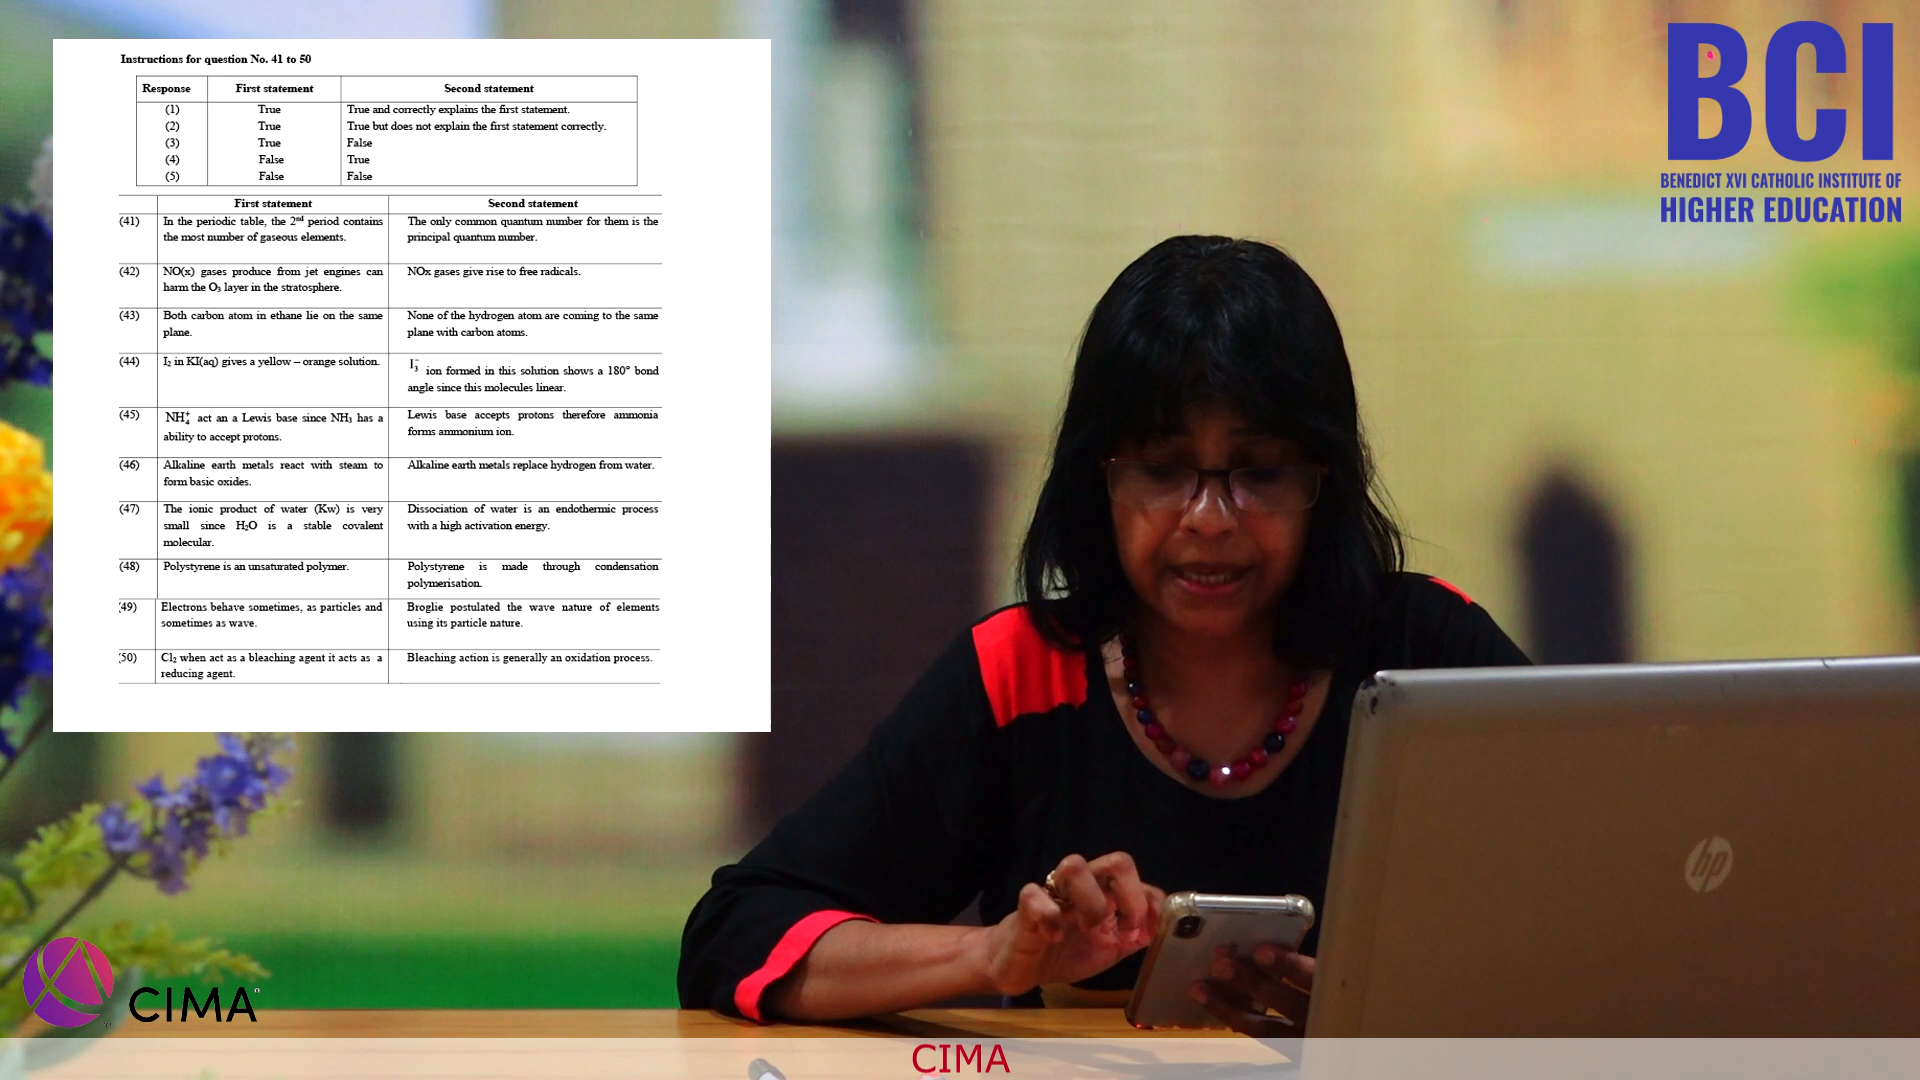 Instructions for question No. 41 to 50
Response First statement Second statement
(1) True True and correctly explains the first statement.
(2) True True but does not explain the first statement correctly.
(3) True False
(4) False True
(5) False False
First statement Second statement
(41) In the periodic table, the 2nd period contains The only common quantum number for them is the
the most number of gaseous elements. principal quantum number.
(42) NO(x) gases produce from jet engines can NOx gases give rise to free radicals.
harm the O3 layer in the stratosphere.
(43) Both carbon atom in ethane lie on the same None of the hydrogen atom are coming to the same
plane. plane with carbon atoms.
(44) I2 in KI(aq) gives a yellow – orange solution. I3- ion formed in this solution shows a 180° bond
angle since this molecules linear.
(45) NH4+ act an a Lewis base since NH3 has a Lewis base accepts protons therefore ammonia
ability to accept protons. forms ammonium ion.
(46) Alkaline earth metals react with steam to Alkaline earth metals replace hydrogen from water.
form basic oxides.
(47) The ionic product of water (Kw) is very Dissociation of water is an endothermic process
small since H2O is a stable covalent with a high activation energy.
molecular.
(48) Polystyrene is an unsaturated polymer. Polystyrene is made through condensation
polymerisation.
(49) Electrons behave sometimes, as particles and Broglie postulated the wave nature of elements
sometimes as wave. using its particle nature.
(50) Cl2 when act as a bleaching agent it acts as a Bleaching action is generally an oxidation process.
reducing agent.
BCI
BENEDICT XVI CATHOLIC INSTITUTE OF
HIGHER EDUCATION
hp
CIMA
CIMA